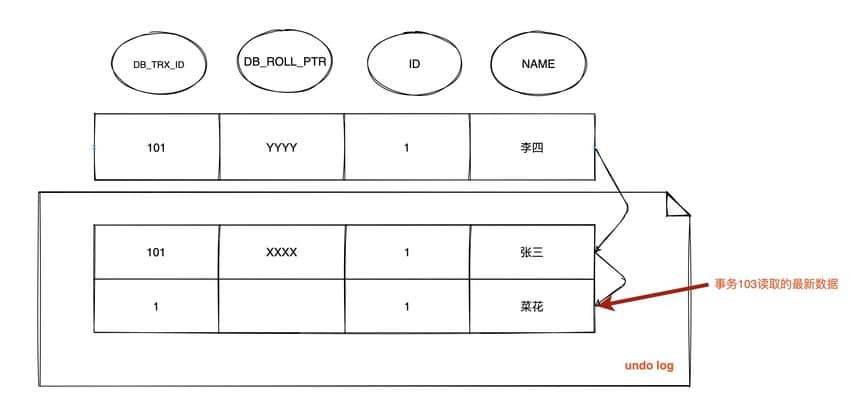 DB_TRX_ID DB_ROLL_PTR ID NAME
101 YYYY 1 李四
101 XXXX 1 张三
1 1 菜花
事务103读取的最新数据
undo log